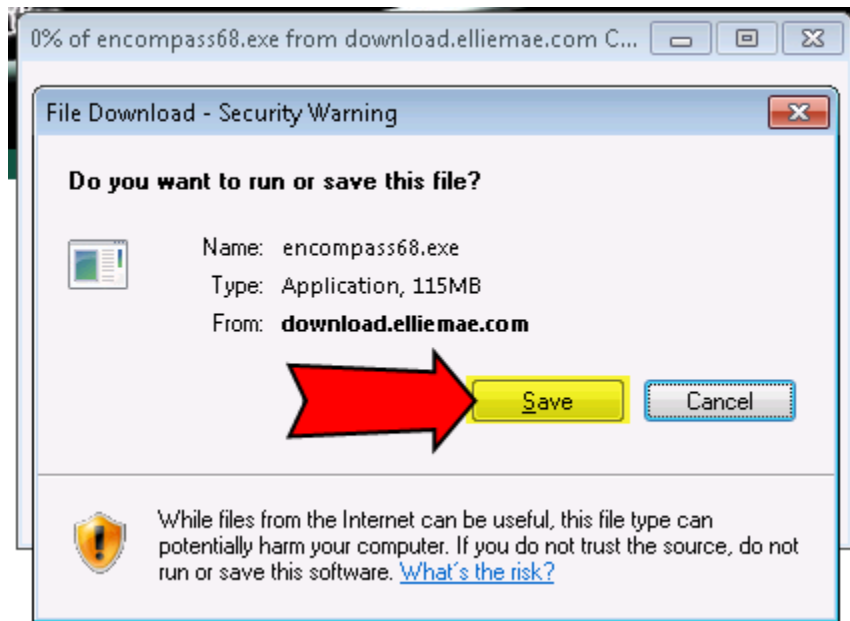 0% of encompass68.exe from download.elliemae.com C...
File Download - Security Warning
Do you want to run or save this file?
Name: encompass68.exe
Type: Application, 115MB
From: download.elliemae.com
Save Cancel
While files from the Internet can be useful, this file type can
potentially harm your computer. If you do not trust the source, do not
run or save this software. What's the risk?